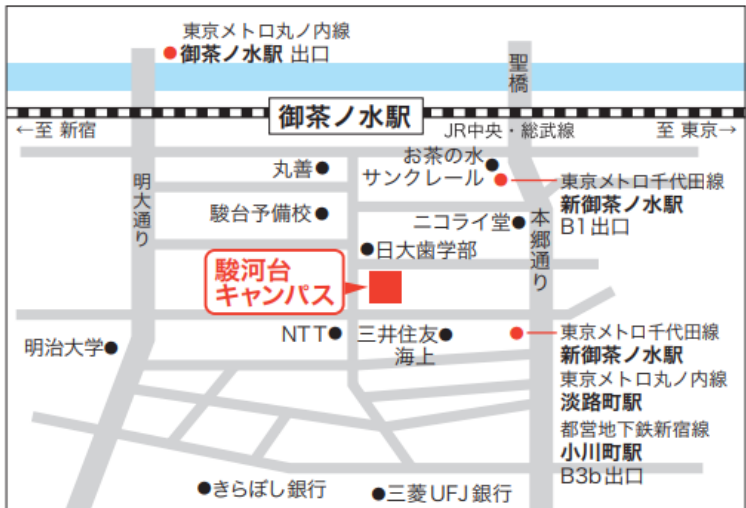 東京メトロ丸ノ内線
御茶ノ水駅 出口
聖橋
御茶ノ水駅
←至 新宿
JR中央・総武線
至 東京→
明大通り
丸善
お茶の水
サンクレール
東京メトロ千代田線
新御茶ノ水駅
B1出口
駿台予備校
ニコライ堂
本郷通り
日大歯学部
駿河台
キャンパス
明治大学
NTT
三井住友
海上
東京メトロ千代田線
新御茶ノ水駅
東京メトロ丸ノ内線
淡路町駅
都営地下鉄新宿線
小川町駅
B3b出口
きらぼし銀行
三菱UFJ銀行